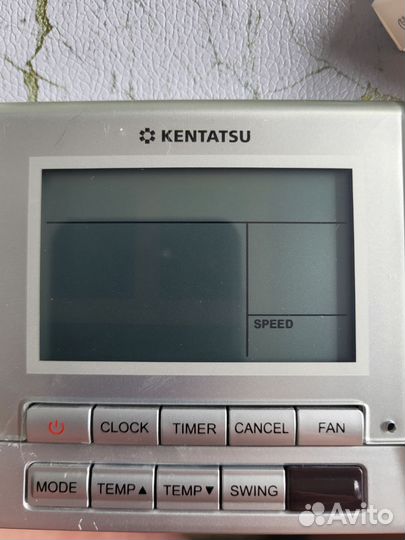 KENTATSU
SPEED
CLOCK TIMER CANCEL FAN
MODE TEMP▲ TEMP▼ SWING
Avito